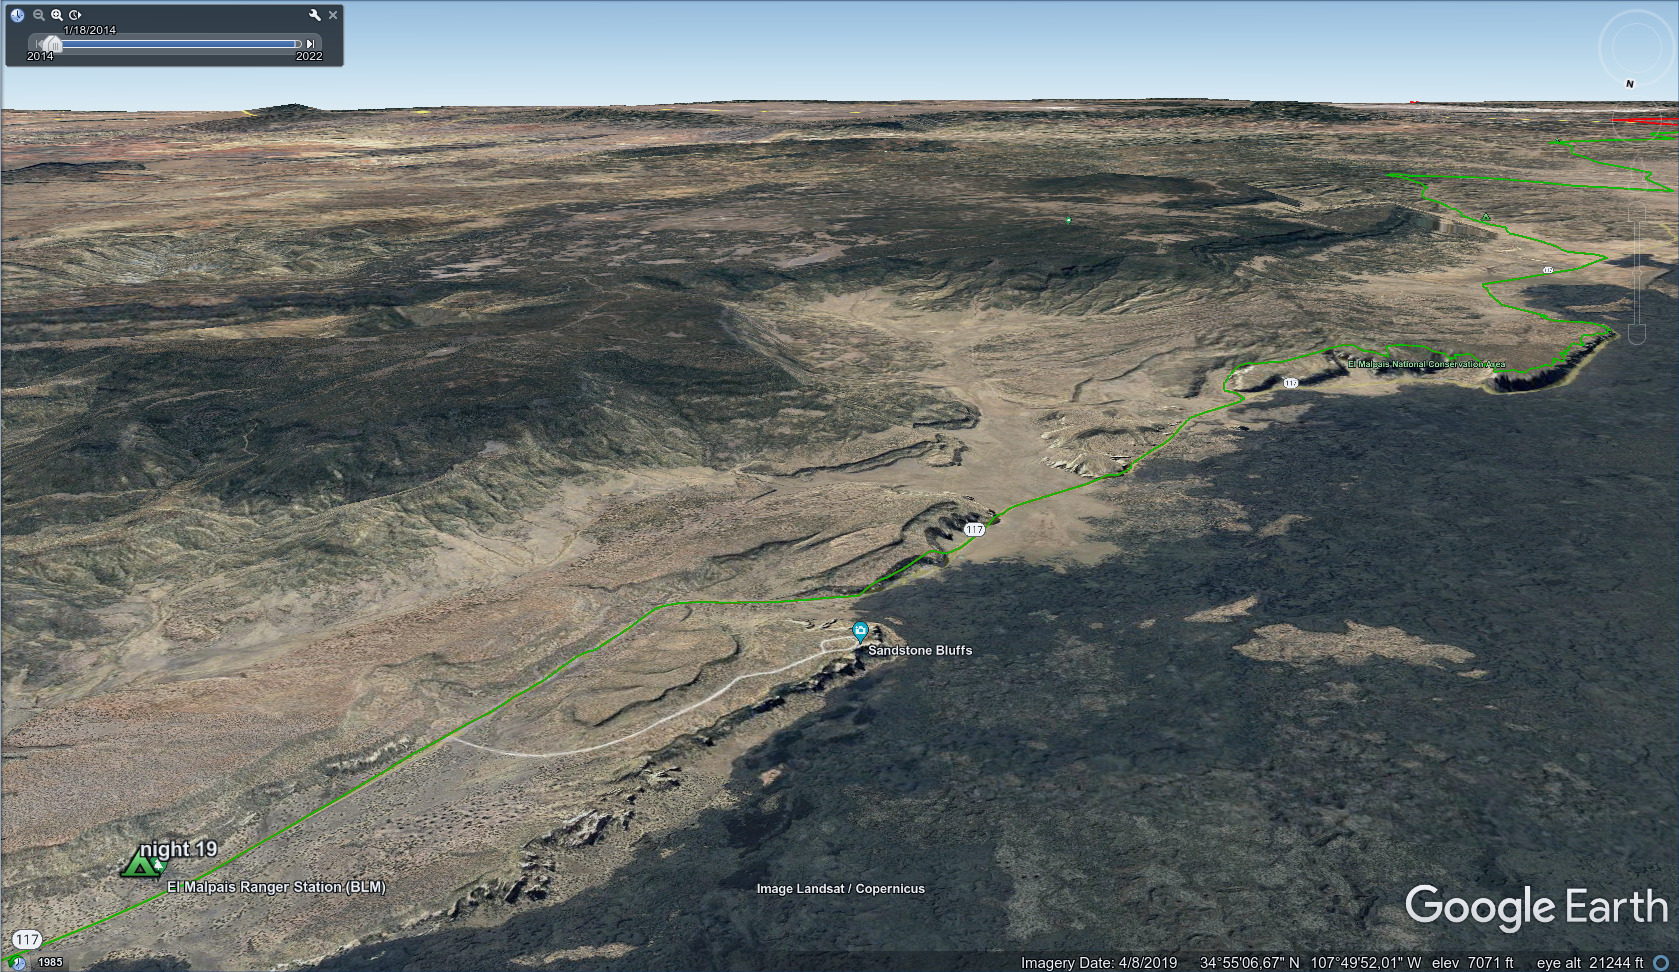 1/18/2014
2014
2022
N
117
El Malpais National Conservation Area
117
117
Sandstone Bluffs
night 19
El Malpais Ranger Station (BLM)
Image Landsat / Copernicus
Google Earth
117
1985
Imagery Date: 4/8/2019 34°55'06,67" N 107°49'52,01" W elev 7071 ft eye alt 21244 ft